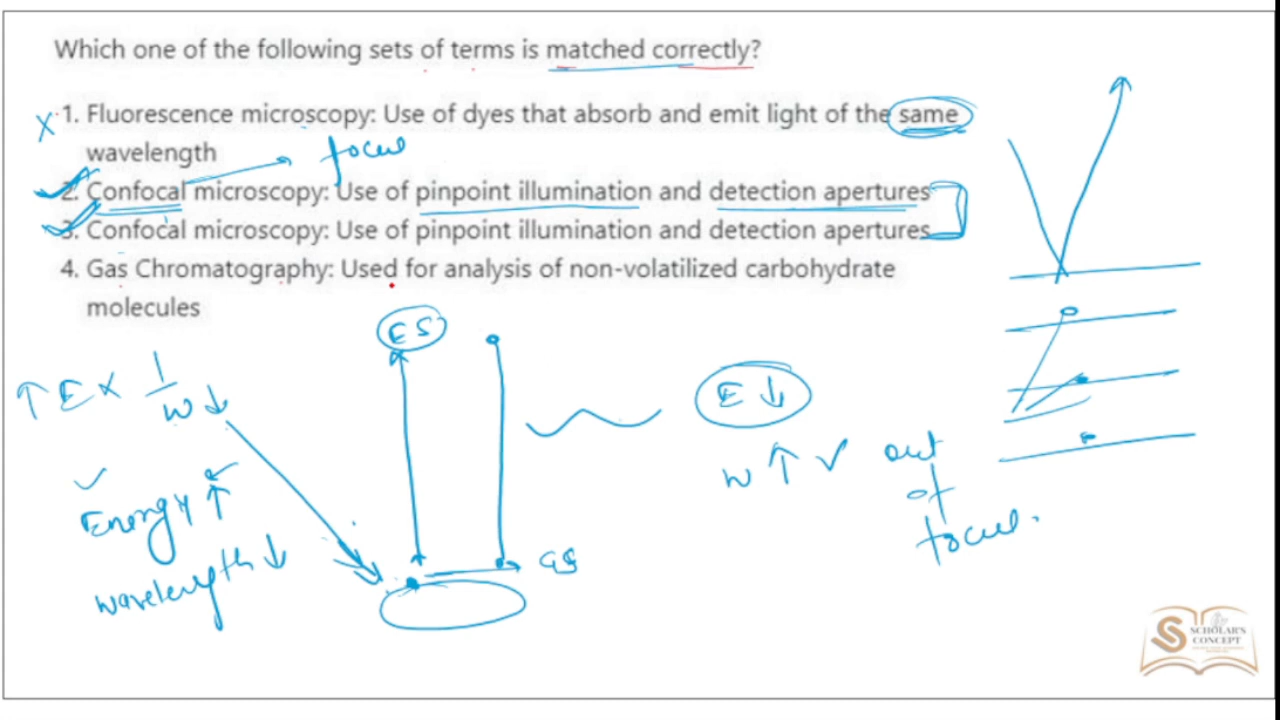 Which one of the following sets of terms is matched correctly?
X 1. Fluorescence microscopy: Use of dyes that absorb and emit light of the same
wavelength
focus
2. Confocal microscopy: Use of pinpoint illumination and detection apertures
3. Confocal microscopy: Use of pinpoint illumination and detection apertures
4. Gas Chromatography: Used for analysis of non-volatilized carbohydrate
molecules
ES
↑ E ∝ 1/w ↓
E ↓
w ↑ ✓
out
of
focus.
Energy ↑
wavelength ↓
GS
SCHOLAR'S
CONCEPT